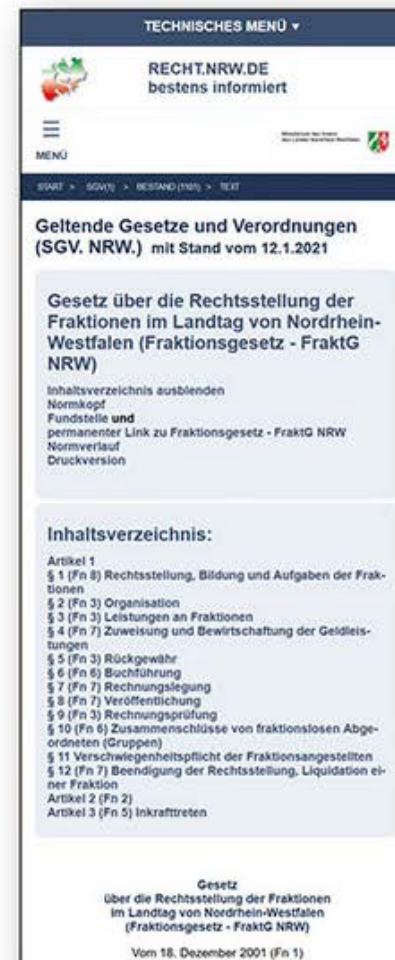 TECHNISCHES MENÜ ▾
RECHT.NRW.DE
bestens informiert
MENÜ
Ministerium des Innern
des Landes Nordrhein-Westfalen
START > SGV(1) > BESTAND (1101) > TEXT
Geltende Gesetze und Verordnungen
(SGV. NRW.) mit Stand vom 12.1.2021
Gesetz über die Rechtsstellung der
Fraktionen im Landtag von Nordrhein-
Westfalen (Fraktionsgesetz - FraktG
NRW)
Inhaltsverzeichnis ausblenden
Normkopf
Fundstelle und
permanenter Link zu Fraktionsgesetz - FraktG NRW
Normverlauf
Druckversion
Inhaltsverzeichnis:
Artikel 1
§ 1 (Fn 8) Rechtsstellung, Bildung und Aufgaben der Frak-
tionen
§ 2 (Fn 3) Organisation
§ 3 (Fn 3) Leistungen an Fraktionen
§ 4 (Fn 7) Zuweisung und Bewirtschaftung der Geldleis-
tungen
§ 5 (Fn 3) Rückgewähr
§ 6 (Fn 6) Buchführung
§ 7 (Fn 7) Rechnungslegung
§ 8 (Fn 7) Veröffentlichung
§ 9 (Fn 3) Rechnungsprüfung
§ 10 (Fn 6) Zusammenschlüsse von fraktionslosen Abge-
ordneten (Gruppen)
§ 11 Verschwiegenheitspflicht der Fraktionsangestellten
§ 12 (Fn 7) Beendigung der Rechtsstellung, Liquidation ei-
ner Fraktion
Artikel 2 (Fn 2)
Artikel 3 (Fn 5) Inkrafttreten
Gesetz
über die Rechtsstellung der Fraktionen
im Landtag von Nordrhein-Westfalen
(Fraktionsgesetz - FraktG NRW)
Vom 18. Dezember 2001 (Fn 1)